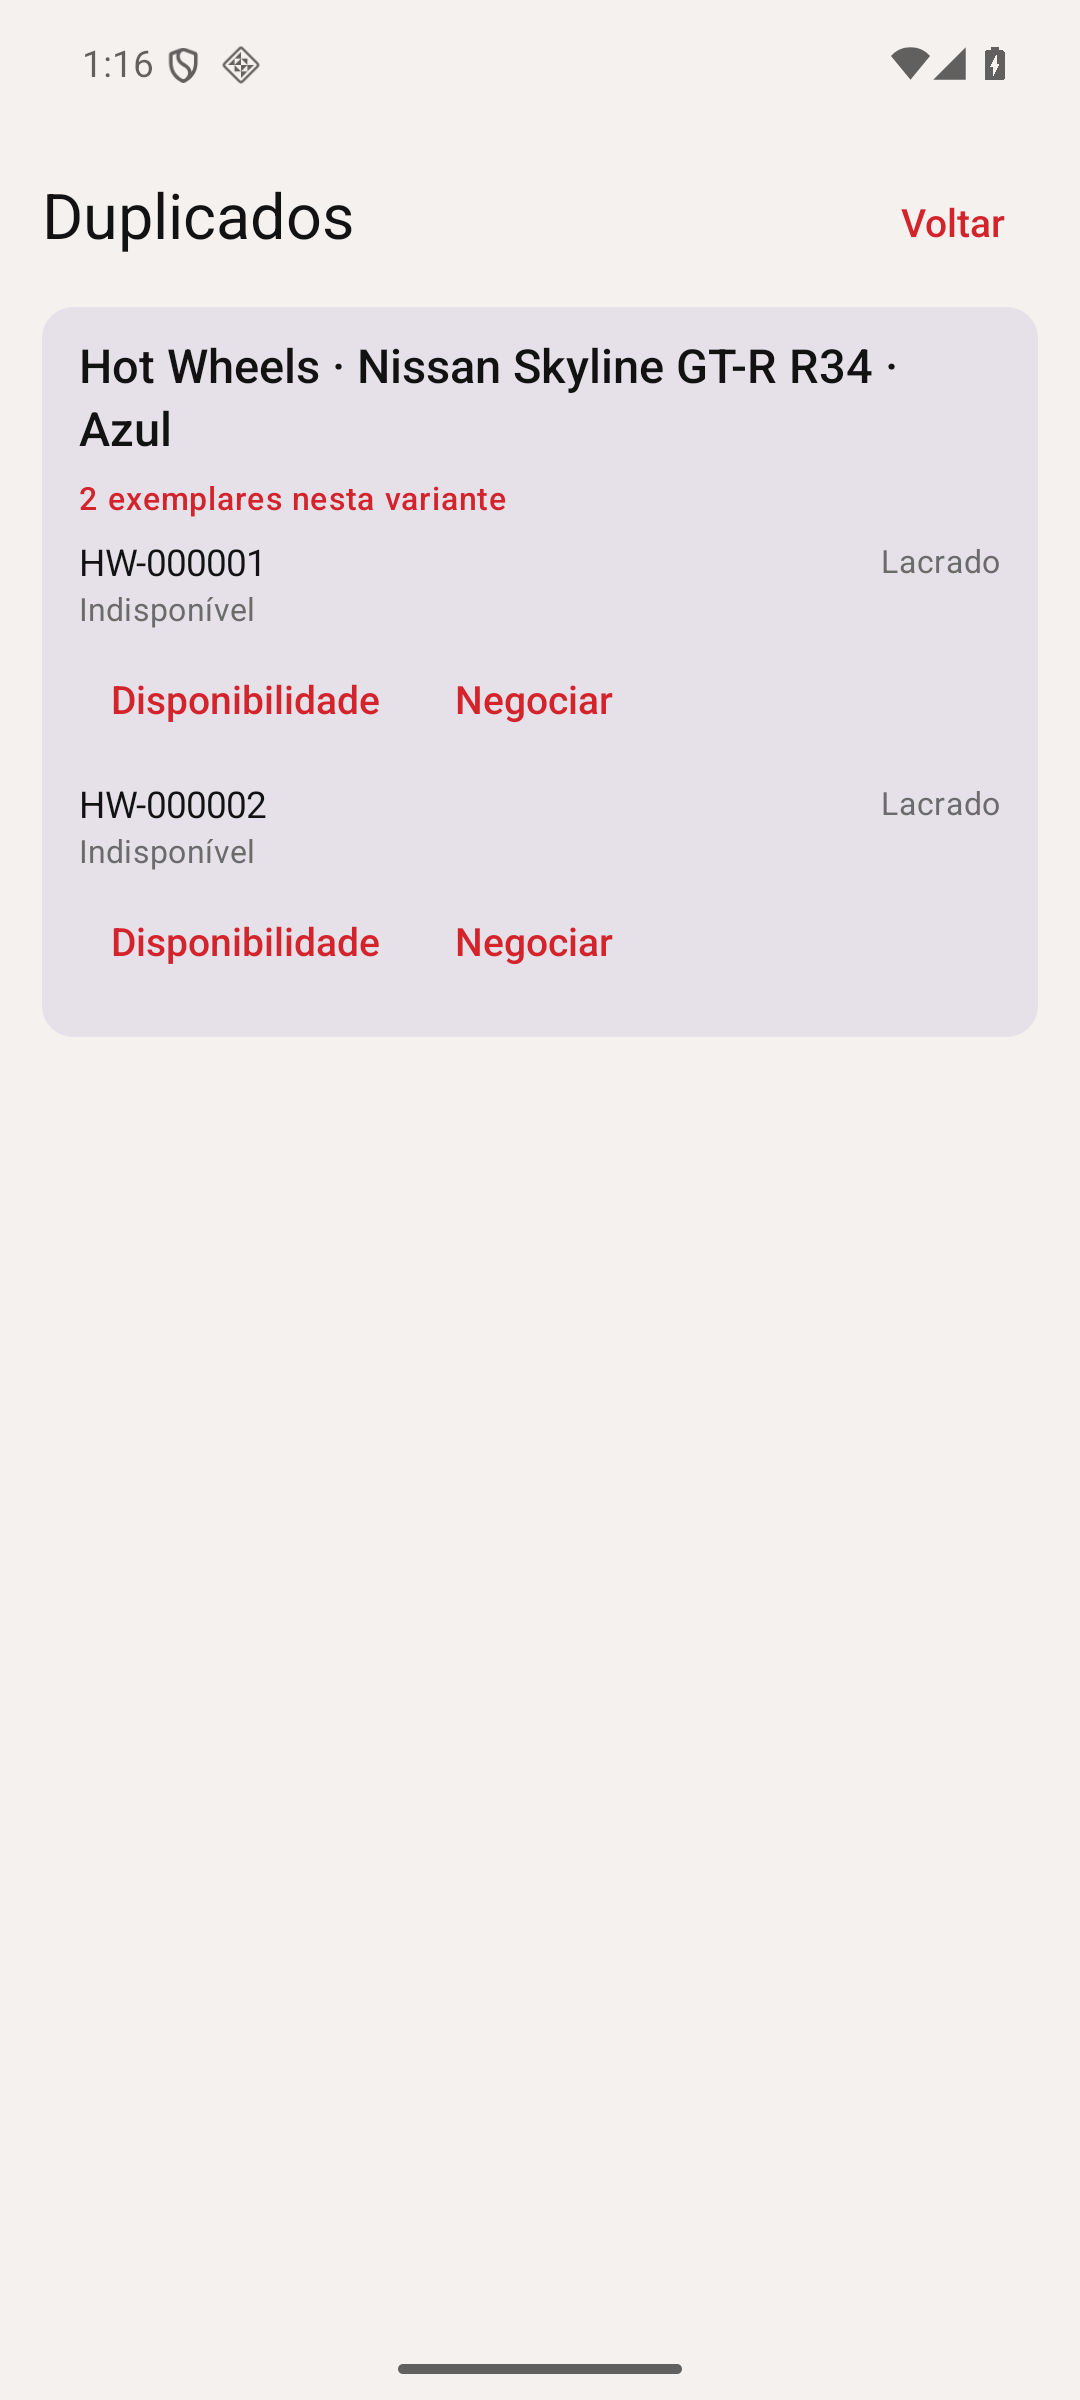 1:16
Duplicados
Voltar
Hot Wheels · Nissan Skyline GT-R R34 ·
Azul
2 exemplares nesta variante
HW-000001
Lacrado
Indisponível
Disponibilidade
Negociar
HW-000002
Lacrado
Indisponível
Disponibilidade
Negociar